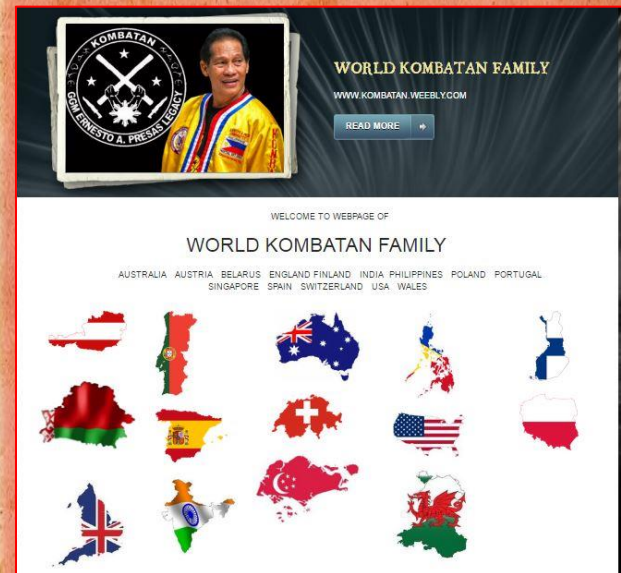 KOMBATAN
GGM ERNESTO A. PRESAS LEGACY
WORLD KOMBATAN FAMILY
WWW.KOMBATAN.WEEBLY.COM
READ MORE
WELCOME TO WEBPAGE OF
WORLD KOMBATAN FAMILY
AUSTRALIA AUSTRIA BELARUS ENGLAND FINLAND INDIA PHILIPPINES POLAND PORTUGAL
SINGAPORE SPAIN SWITZERLAND USA WALES